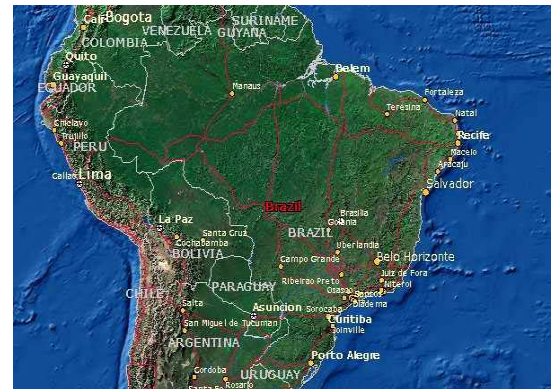 Cali
Bogota
SURINAME
VENEZUELA
GUYANA
COLOMBIA
Quito
Belem
Guayaquil
ECUADOR
Manaus
Fortaleza
Teresina
Natal
Chiclayo
Trujillo
Recife
PERU
Maceio
Aracaju
Callao
Lima
Salvador
Brazil
Brasilia
La Paz
Goiania
Santa Cruz
BRAZIL
Cochabamba
Uberlandia
BOLIVIA
Campo Grande
Belo Horizonte
Ribeirao Preto
Juiz de Fora
PARAGUAY
Niteroi
CHILE
Osasco
Santos
Diadema
Salta
Asuncion
Sorocaba
Curitiba
San Miguel de Tucuman
Joinville
ARGENTINA
Porto Alegre
Cordoba
URUGUAY
Rosario